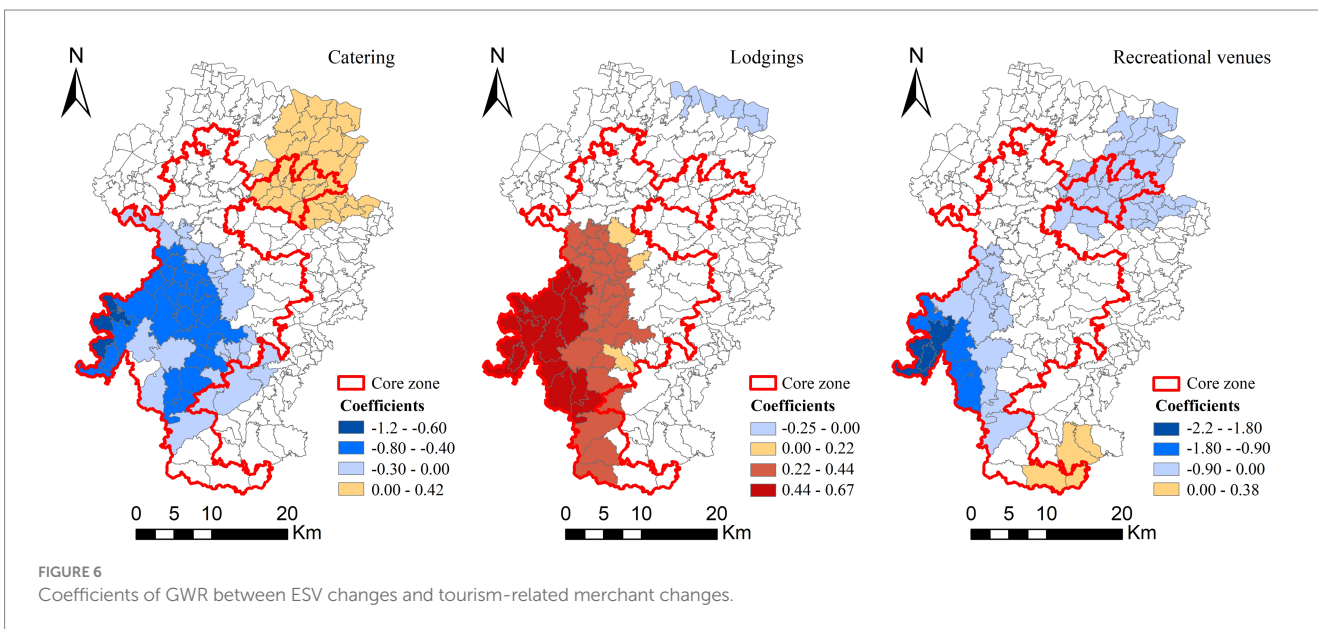 N
Catering
Core zone
Coefficients
-1.2 - -0.60
-0.80 - -0.40
-0.30 - 0.00
0.00 - 0.42
0 5 10 20
Km
N
Lodgings
Core zone
Coefficients
-0.25 - 0.00
0.00 - 0.22
0.22 - 0.44
0.44 - 0.67
0 5 10 20
Km
N
Recreational venues
Core zone
Coefficients
-2.2 - -1.80
-1.80 - -0.90
-0.90 - 0.00
0.00 - 0.38
0 5 10 20
Km
FIGURE 6
Coefficients of GWR between ESV changes and tourism-related merchant changes.